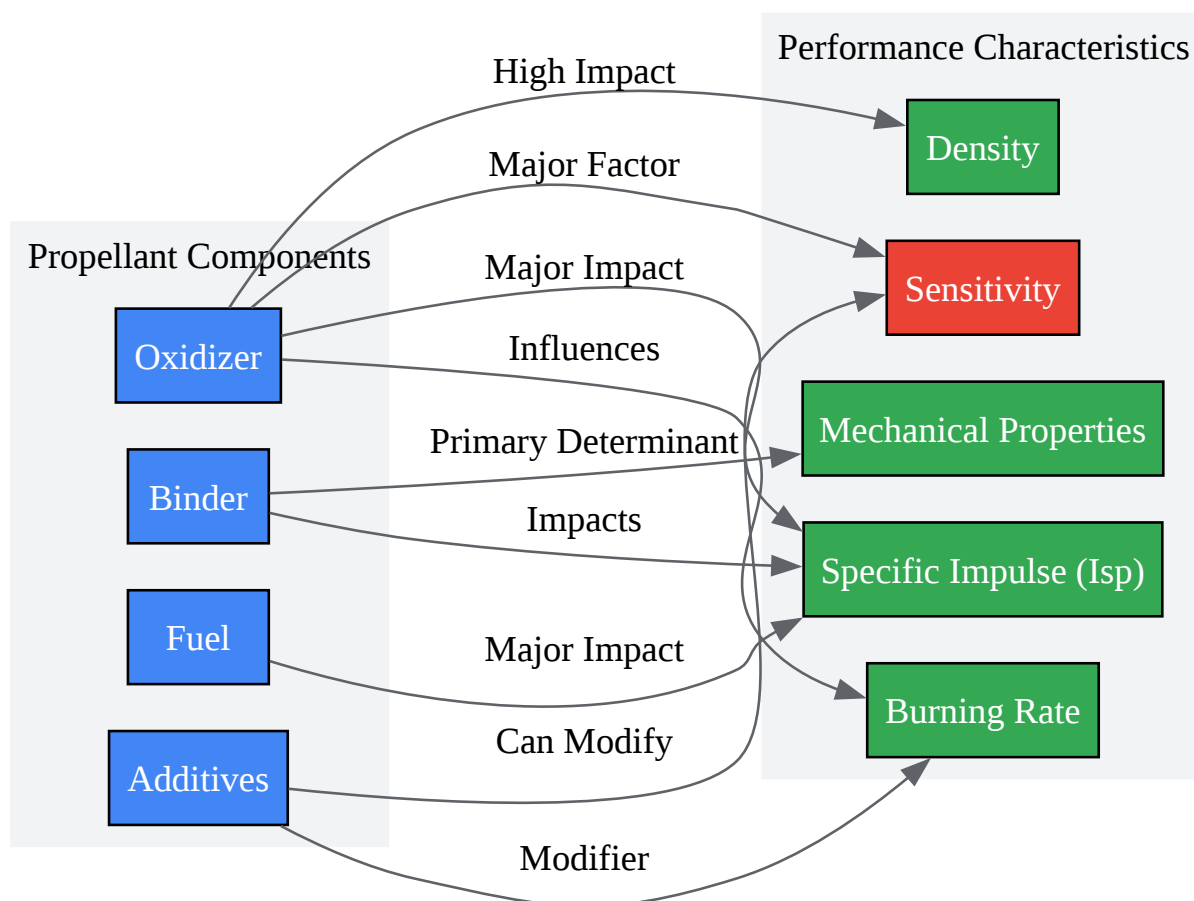 Performance Characteristics
High Impact
Density
Major Factor
Sensitivity
Propellant Components
Major Impact
Oxidizer
Influences
Mechanical Properties
Primary Determinant
Binder
Impacts
Specific Impulse (Isp)
Fuel
Major Impact
Burning Rate
Can Modify
Additives
Modifier